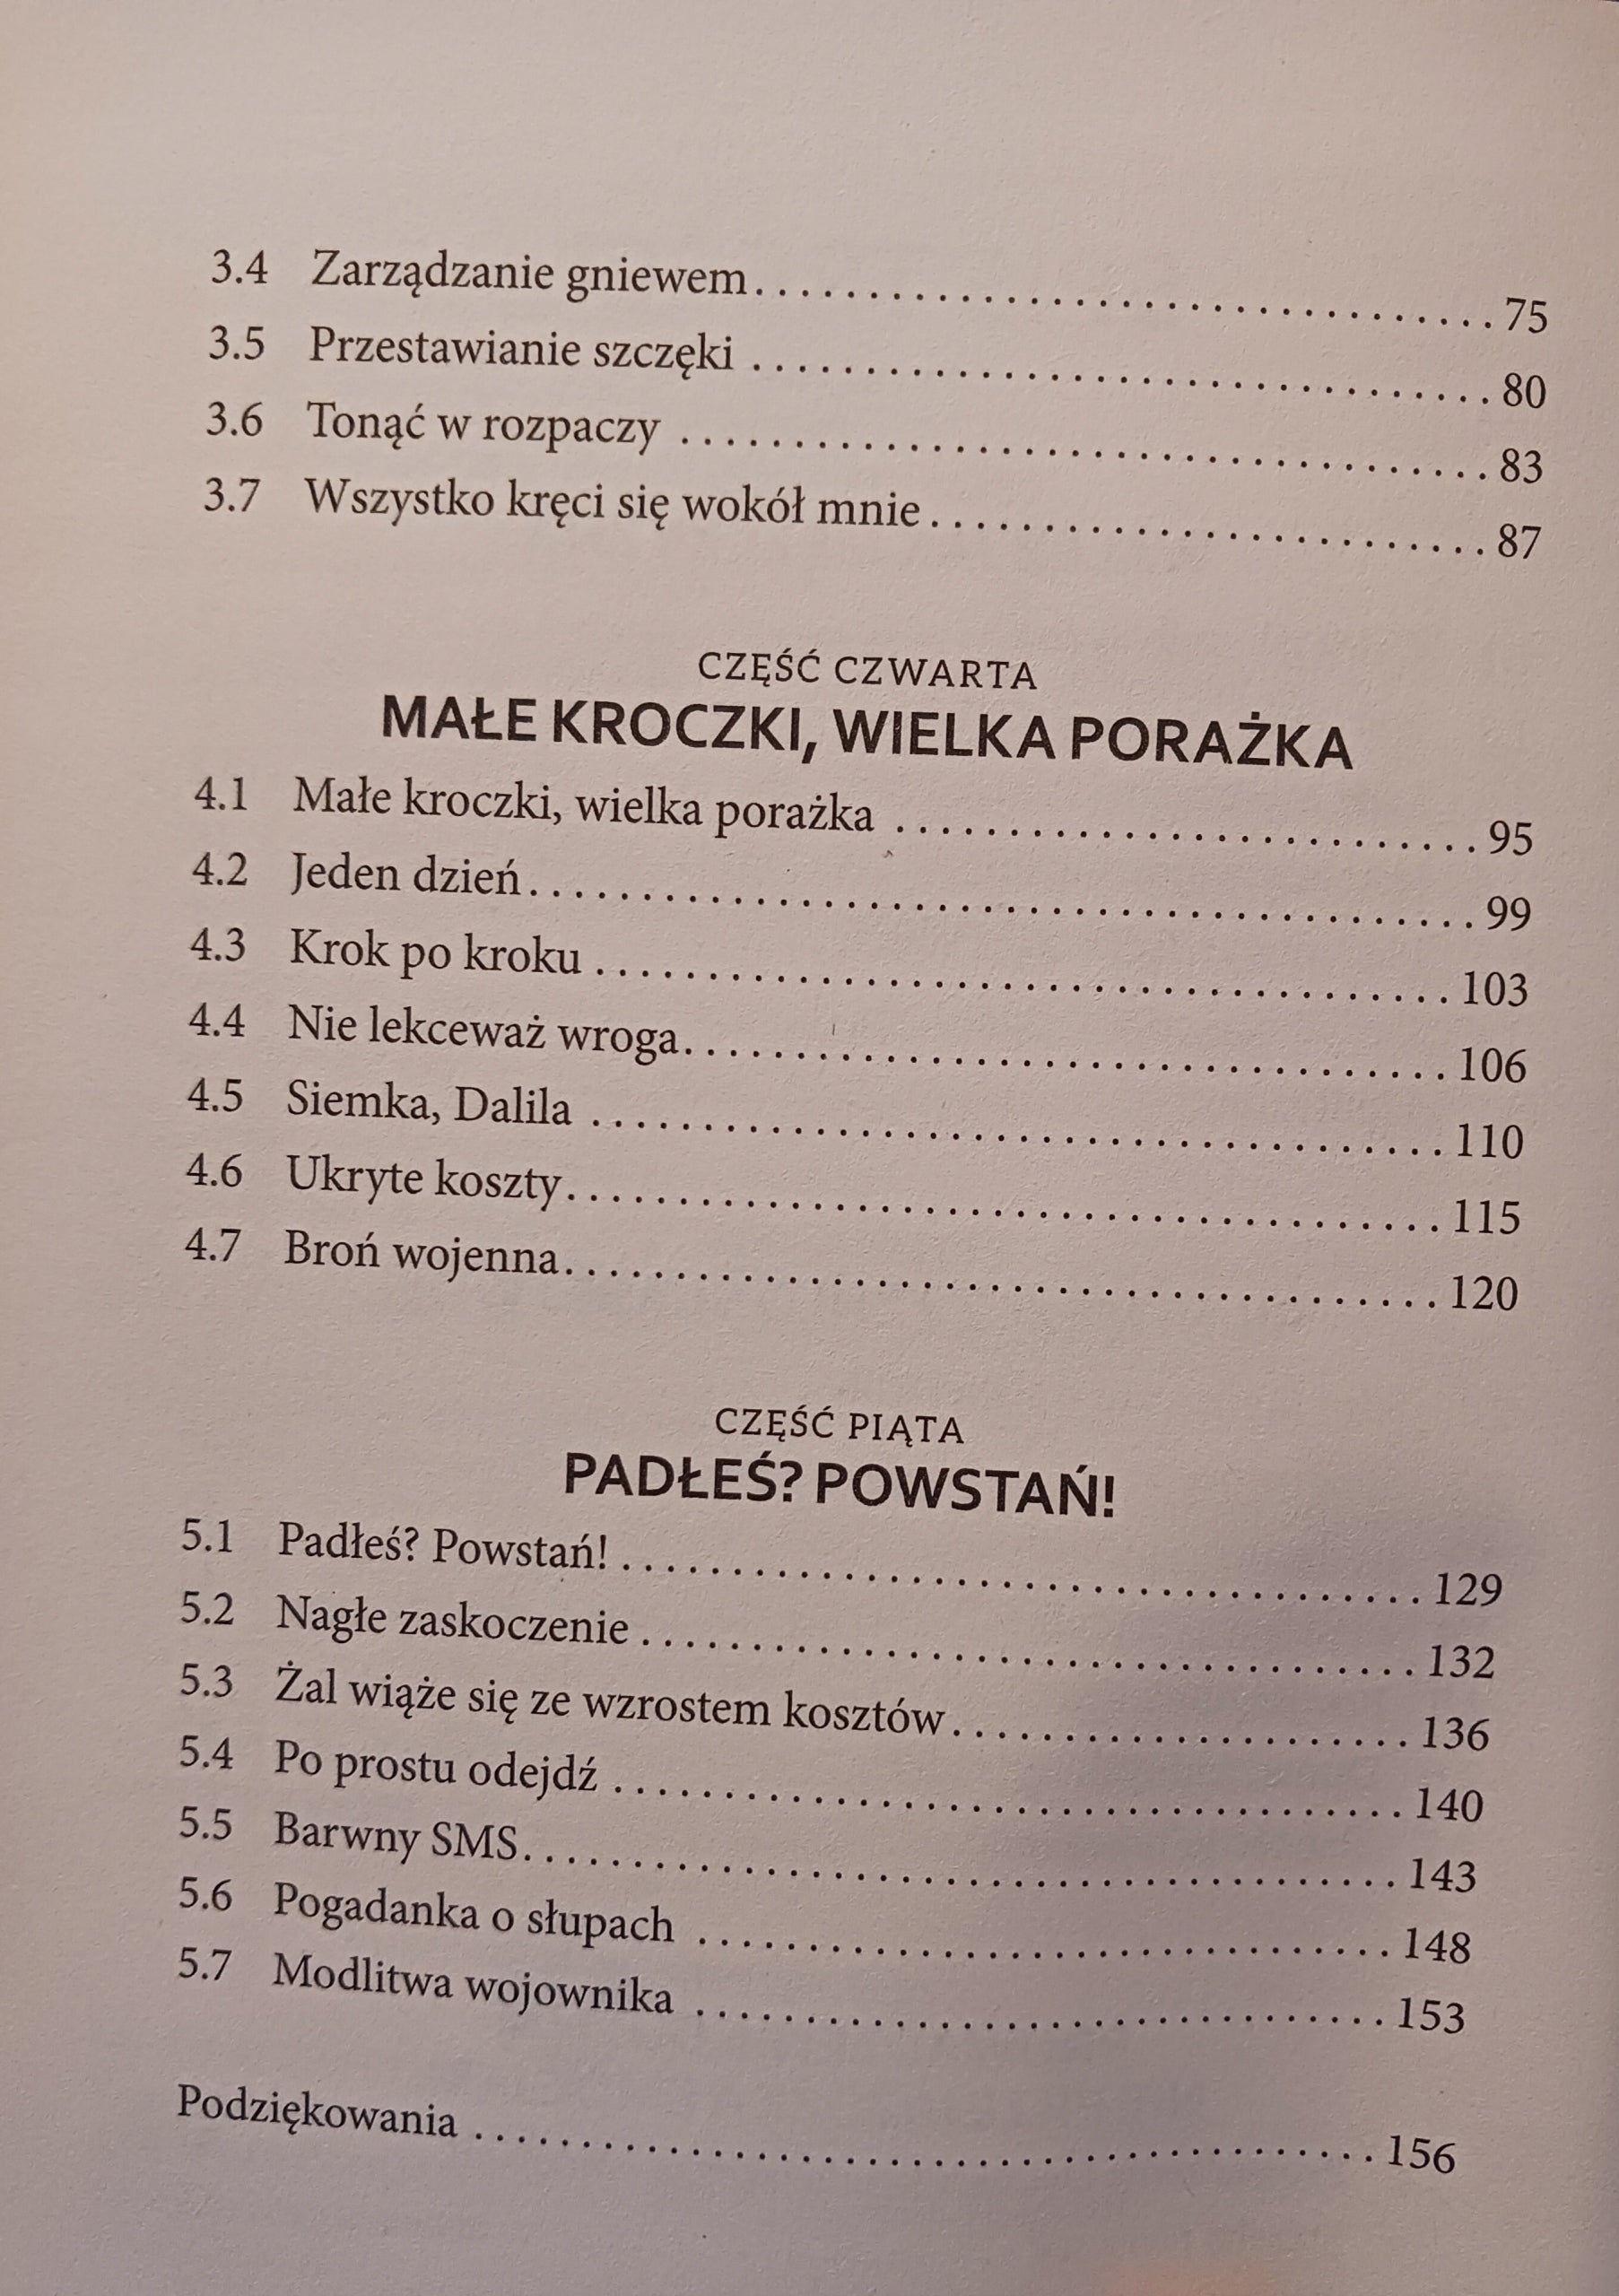 3.4 Zarządzanie gniewem. . . . . . . . . . . . . . . . . . . . . . . . . . . . . . . . . 75
3.5 Przestawianie szczęki . . . . . . . . . . . . . . . . . . . . . . . . . . . . . . . . . 80
3.6 Tonąć w rozpaczy . . . . . . . . . . . . . . . . . . . . . . . . . . . . . . . . . . . . 83
3.7 Wszystko kręci się wokół mnie . . . . . . . . . . . . . . . . . . . . . . . . . 87
CZĘŚĆ CZWARTA
MAŁE KROCZKI, WIELKA PORAŻKA
4.1 Małe kroczki, wielka porażka . . . . . . . . . . . . . . . . . . . . . . . . . . 95
4.2 Jeden dzień. . . . . . . . . . . . . . . . . . . . . . . . . . . . . . . . . . . . . . . . . . 99
4.3 Krok po kroku . . . . . . . . . . . . . . . . . . . . . . . . . . . . . . . . . . . . . . 103
4.4 Nie lekceważ wroga. . . . . . . . . . . . . . . . . . . . . . . . . . . . . . . . . . 106
4.5 Siemka, Dalila . . . . . . . . . . . . . . . . . . . . . . . . . . . . . . . . . . . . . . 110
4.6 Ukryte koszty. . . . . . . . . . . . . . . . . . . . . . . . . . . . . . . . . . . . . . . 115
4.7 Broń wojenna. . . . . . . . . . . . . . . . . . . . . . . . . . . . . . . . . . . . . . . 120
CZĘŚĆ PIĄTA
PADŁEŚ? POWSTAŃ!
5.1 Padłeś? Powstań! . . . . . . . . . . . . . . . . . . . . . . . . . . . . . . . . . . . . 129
5.2 Nagłe zaskoczenie . . . . . . . . . . . . . . . . . . . . . . . . . . . . . . . . . . . 132
5.3 Żal wiąże się ze wzrostem kosztów . . . . . . . . . . . . . . . . . . . . . 136
5.4 Po prostu odejdź . . . . . . . . . . . . . . . . . . . . . . . . . . . . . . . . . . . . 140
5.5 Barwny SMS. . . . . . . . . . . . . . . . . . . . . . . . . . . . . . . . . . . . . . . . 143
5.6 Pogadanka o słupach . . . . . . . . . . . . . . . . . . . . . . . . . . . . . . . . 148
5.7 Modlitwa wojownika . . . . . . . . . . . . . . . . . . . . . . . . . . . . . . . . 153
Podziękowania . . . . . . . . . . . . . . . . . . . . . . . . . . . . . . . . . . . . . . . . . 156